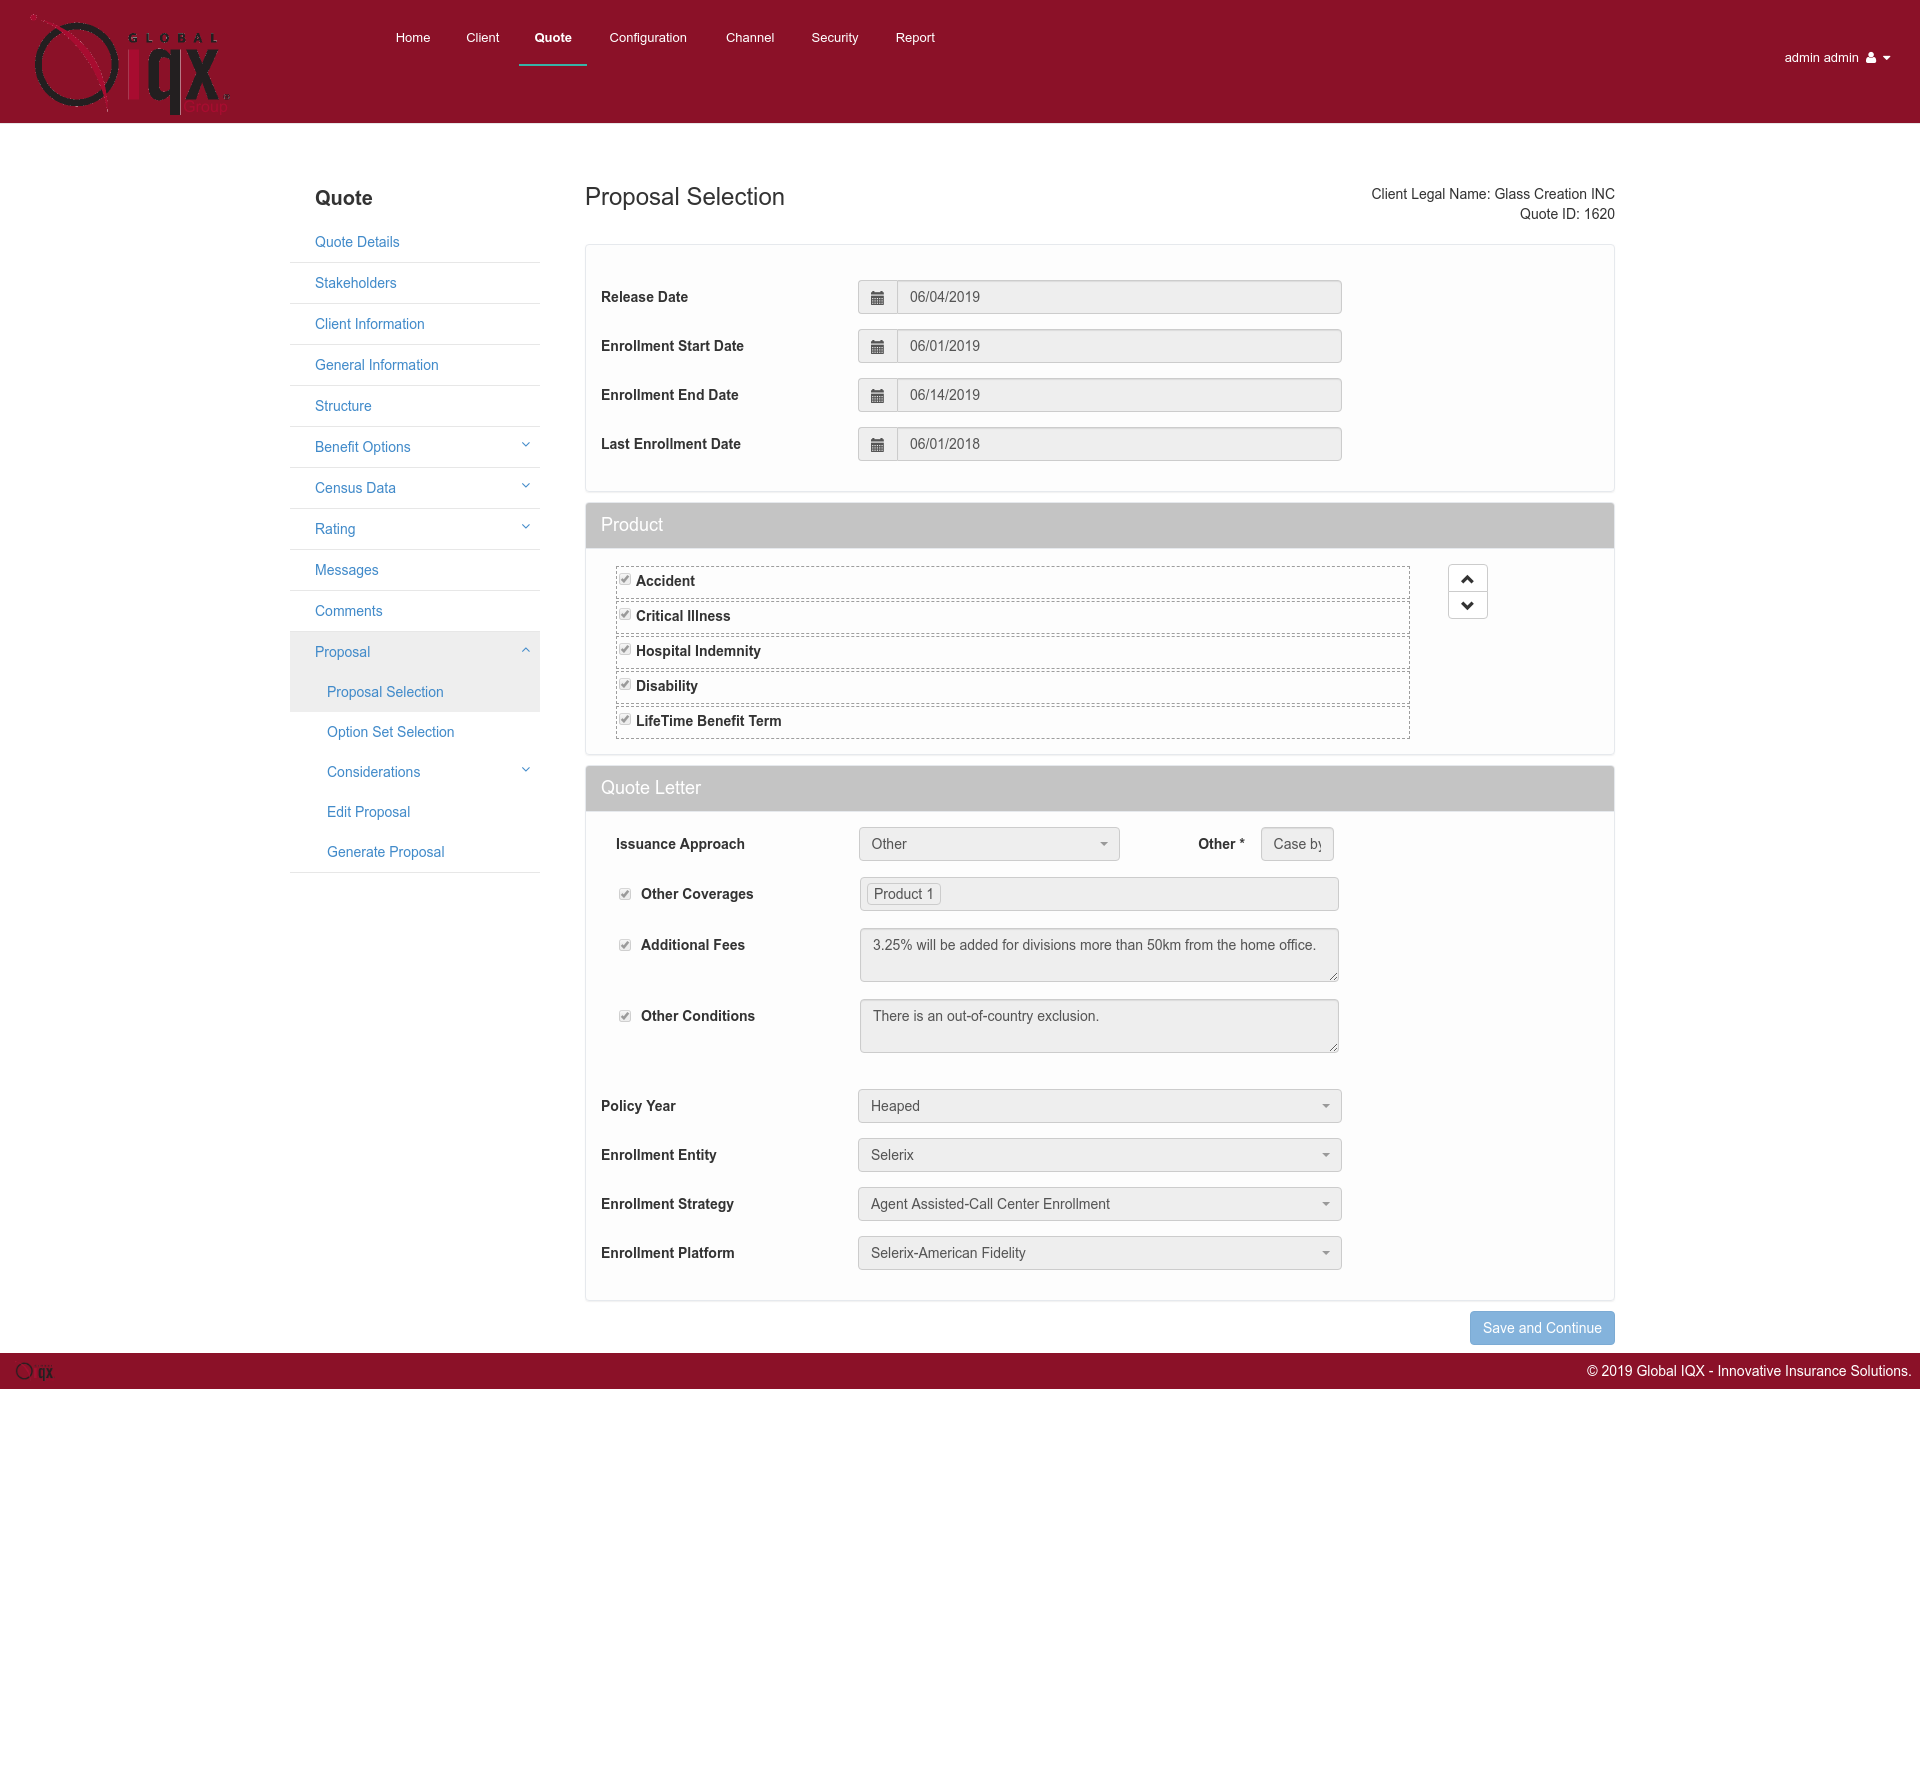 GLOBAL
iqx
Home Client Quote Configuration Channel Security Report
admin admin
Quote
Quote Details
Stakeholders
Client Information
General Information
Structure
Benefit Options
Census Data
Rating
Messages
Comments
Proposal
Proposal Selection
Option Set Selection
Considerations
Edit Proposal
Generate Proposal
Proposal Selection
Client Legal Name: Glass Creation INC
Quote ID: 1620
Release Date 06/04/2019
Enrollment Start Date 06/01/2019
Enrollment End Date 06/14/2019
Last Enrollment Date 06/01/2018
Product
Accident
Critical Illness
Hospital Indemnity
Disability
LifeTime Benefit Term
Quote Letter
Issuance Approach Other Other * Case by
Other Coverages Product 1
Additional Fees 3.25% will be added for divisions more than 50km from the home office.
Other Conditions There is an out-of-country exclusion.
Policy Year Heaped
Enrollment Entity Selerix
Enrollment Strategy Agent Assisted-Call Center Enrollment
Enrollment Platform Selerix-American Fidelity
Save and Continue
qx © 2019 Global IQX - Innovative Insurance Solutions.